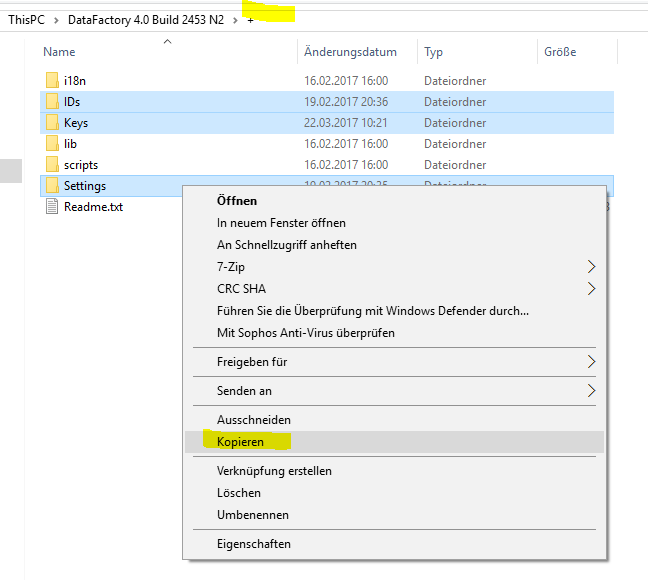 ThisPC > DataFactory 4.0 Build 2453 N2 > +
Name Änderungsdatum Typ Größe
i18n 16.02.2017 16:00 Dateiordner
IDs 19.02.2017 20:36 Dateiordner
Keys 22.03.2017 10:21 Dateiordner
lib 16.02.2017 16:00 Dateiordner
scripts 16.02.2017 16:00 Dateiordner
Settings
Readme.txt
Öffnen
In neuem Fenster öffnen
An Schnellzugriff anheften
7-Zip
CRC SHA
Führen Sie die Überprüfung mit Windows Defender durch...
Mit Sophos Anti-Virus überprüfen
Freigeben für
Senden an
Ausschneiden
Kopieren
Verknüpfung erstellen
Löschen
Umbenennen
Eigenschaften